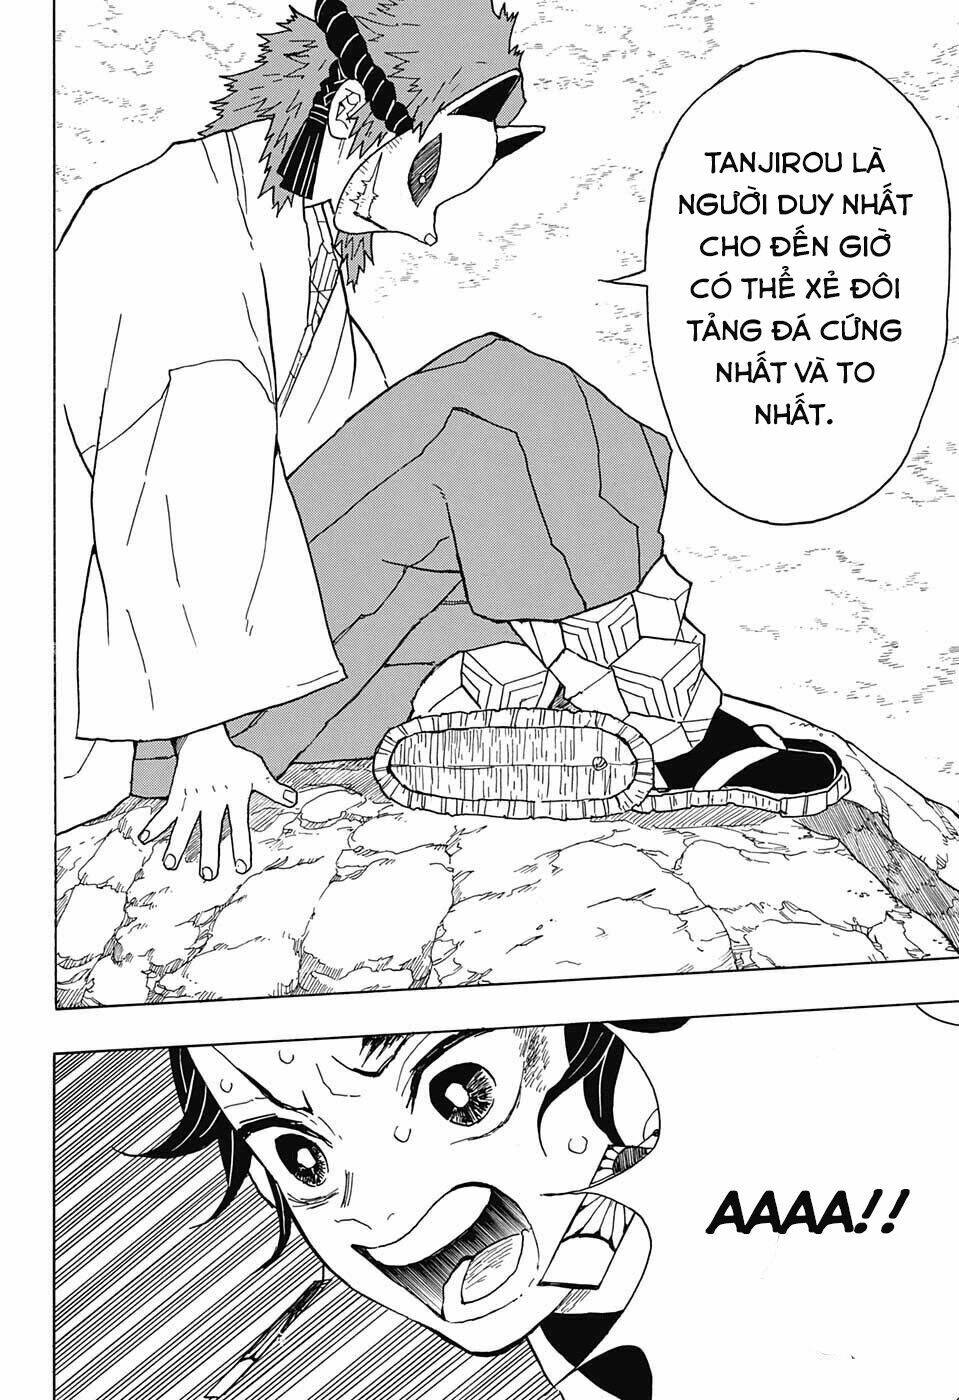 TANJIROU LÀ
NGƯỜI DUY NHẤT
CHO ĐẾN GIỜ
CÓ THỂ XẺ ĐÔI
TẢNG ĐÁ CỨNG
NHẤT VÀ TO
NHẤT.
AAAA!!